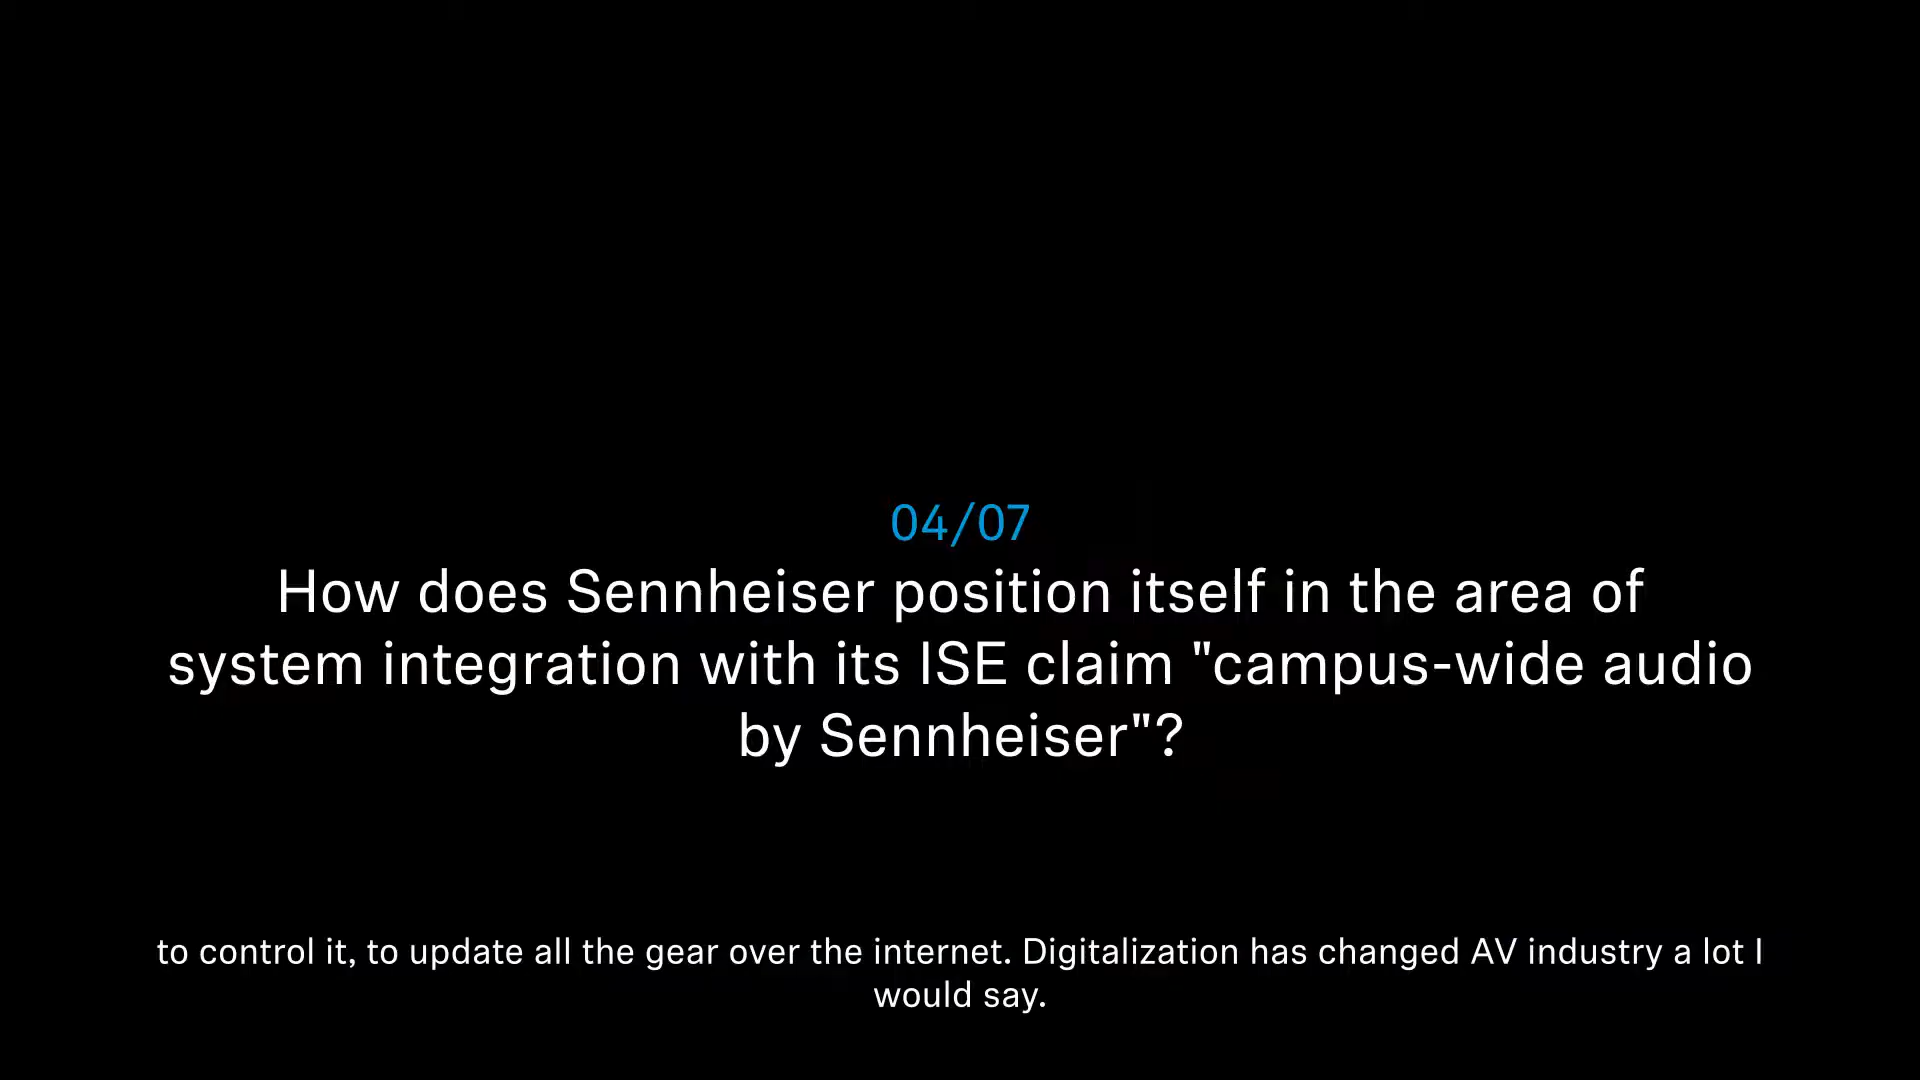 04/07
How does Sennheiser position itself in the area of
system integration with its ISE claim "campus-wide audio
by Sennheiser"?
to control it, to update all the gear over the internet. Digitalization has changed AV industry a lot I
would say.